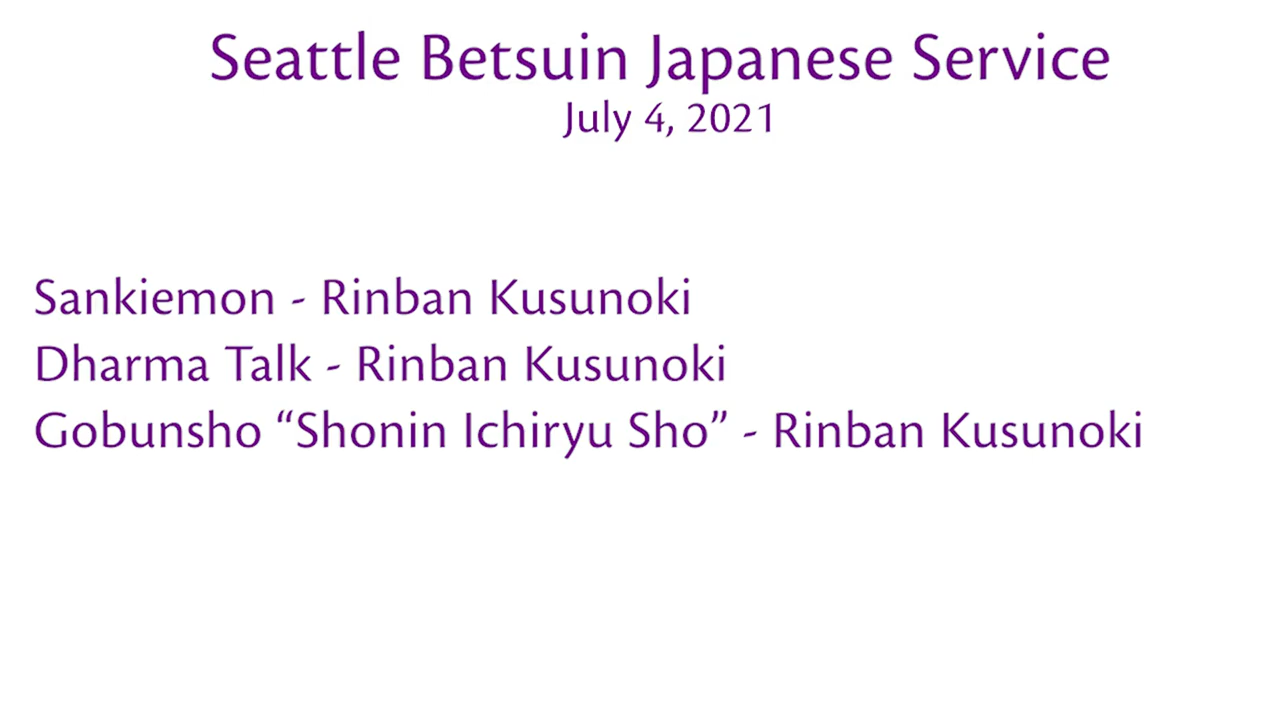 Seattle Betsuin Japanese Service
July 4, 2021
Sankiemon - Rinban Kusunoki
Dharma Talk - Rinban Kusunoki
Gobunsho “Shonin Ichiryu Sho” - Rinban Kusunoki